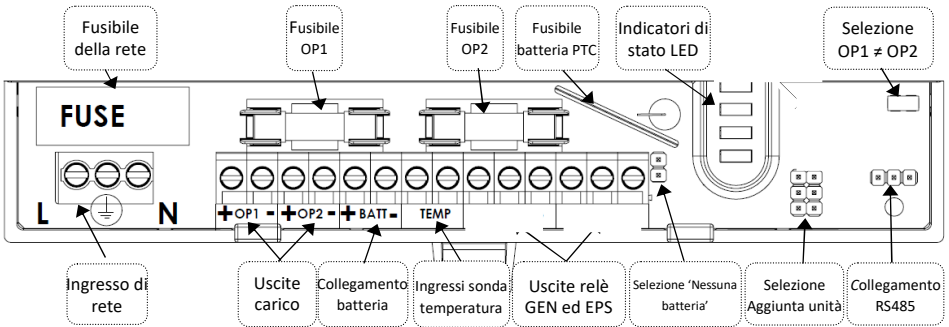 Fusibile
della rete
Fusibile
OP1
Fusibile
OP2
Fusibile
batteria PTC
Indicatori di
stato LED
Selezione
OP1 ≠ OP2
FUSE
L
N
+ OP1 -
+ OP2 -
+ BATT -
TEMP
Ingresso di
rete
Uscite
carico
Collegamento
batteria
Ingressi sonda
temperatura
Uscite relè
GEN ed EPS
Selezione 'Nessuna
batteria'
Selezione
Aggiunta unità
Collegamento
RS485